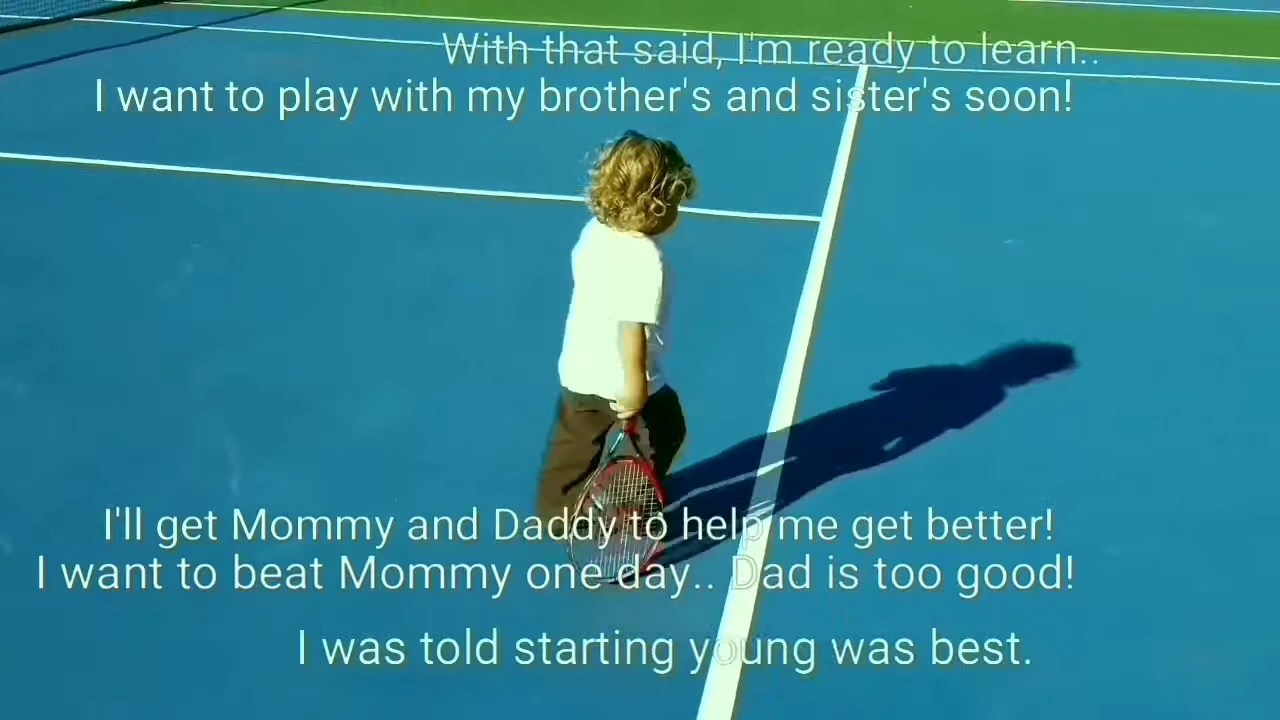 With that said, I'm ready to learn..
I want to play with my brother's and sister's soon!
I'll get Mommy and Daddy to help me get better!
I want to beat Mommy one day.. Dad is too good!
I was told starting young was best.